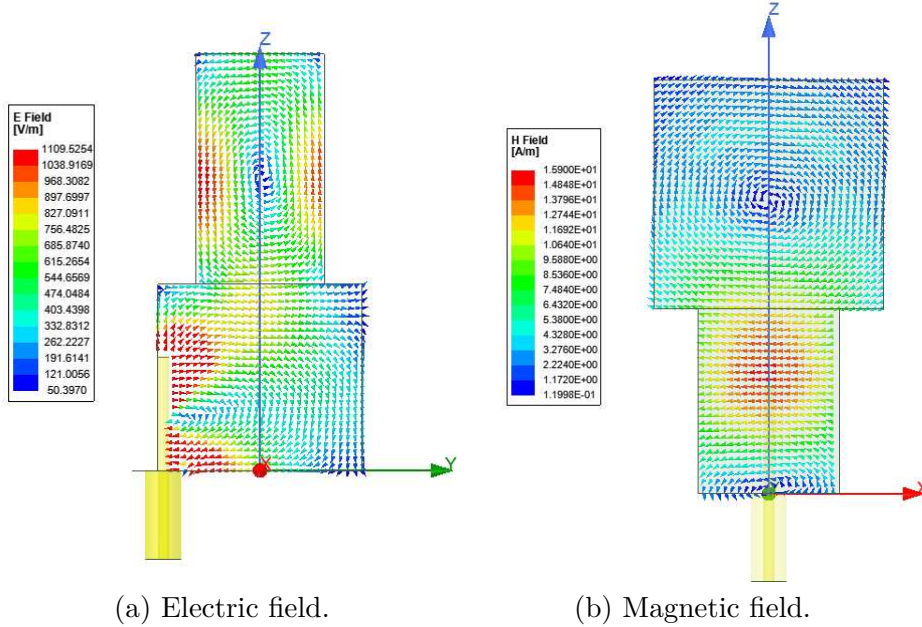 Z
E Field
[V/m]
1109.5254
1038.9169
968.3082
897.6997
827.0911
756.4825
685.8740
615.2654
544.6569
474.0484
403.4398
332.8312
262.2227
191.6141
121.0056
50.3970
X
Y
(a) Electric field.
Z
H Field
[A/m]
1.5900E+01
1.4848E+01
1.3796E+01
1.2744E+01
1.1692E+01
1.0640E+01
9.5880E+00
8.5360E+00
7.4840E+00
6.4320E+00
5.3800E+00
4.3280E+00
3.2760E+00
2.2240E+00
1.1720E+00
1.1998E-01
X
(b) Magnetic field.